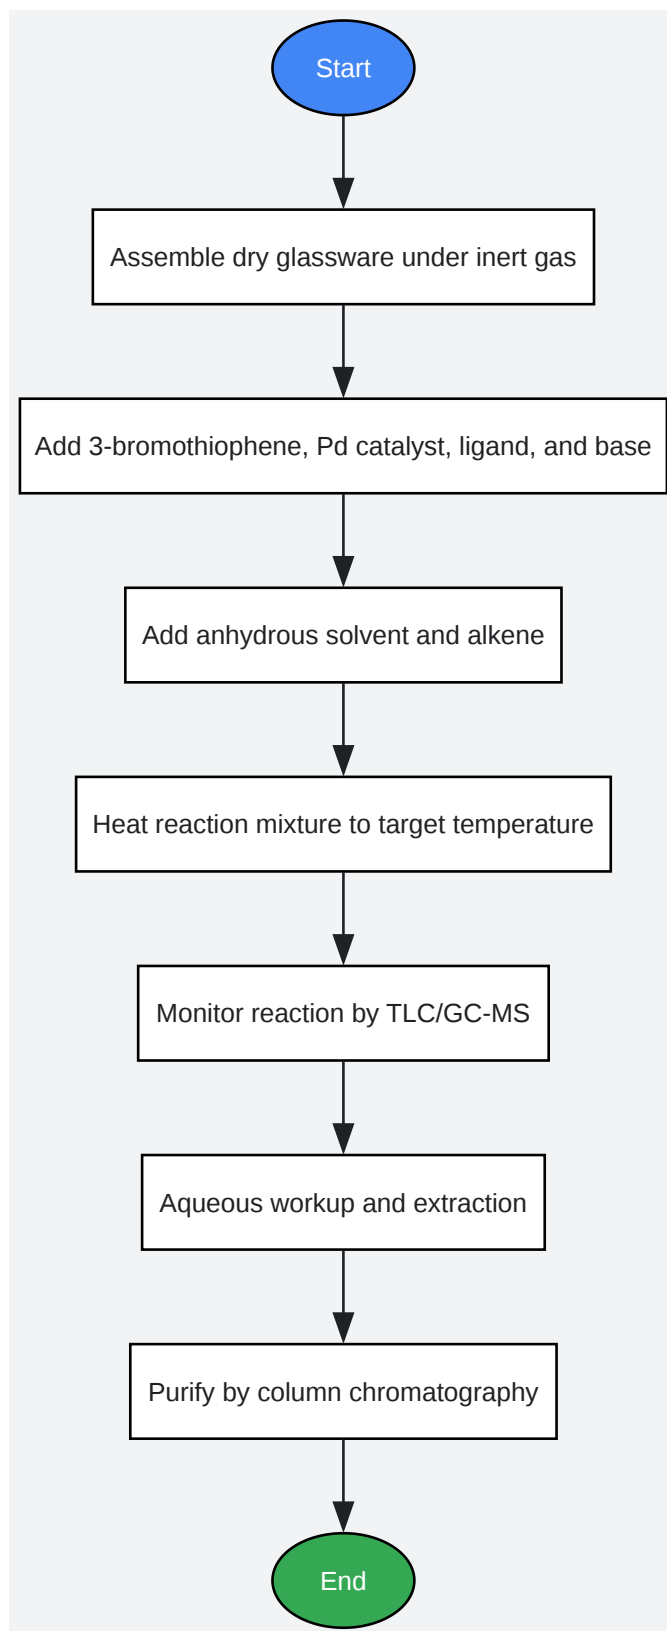 Start
Assemble dry glassware under inert gas
Add 3-bromothiophene, Pd catalyst, ligand, and base
Add anhydrous solvent and alkene
Heat reaction mixture to target temperature
Monitor reaction by TLC/GC-MS
Aqueous workup and extraction
Purify by column chromatography
End